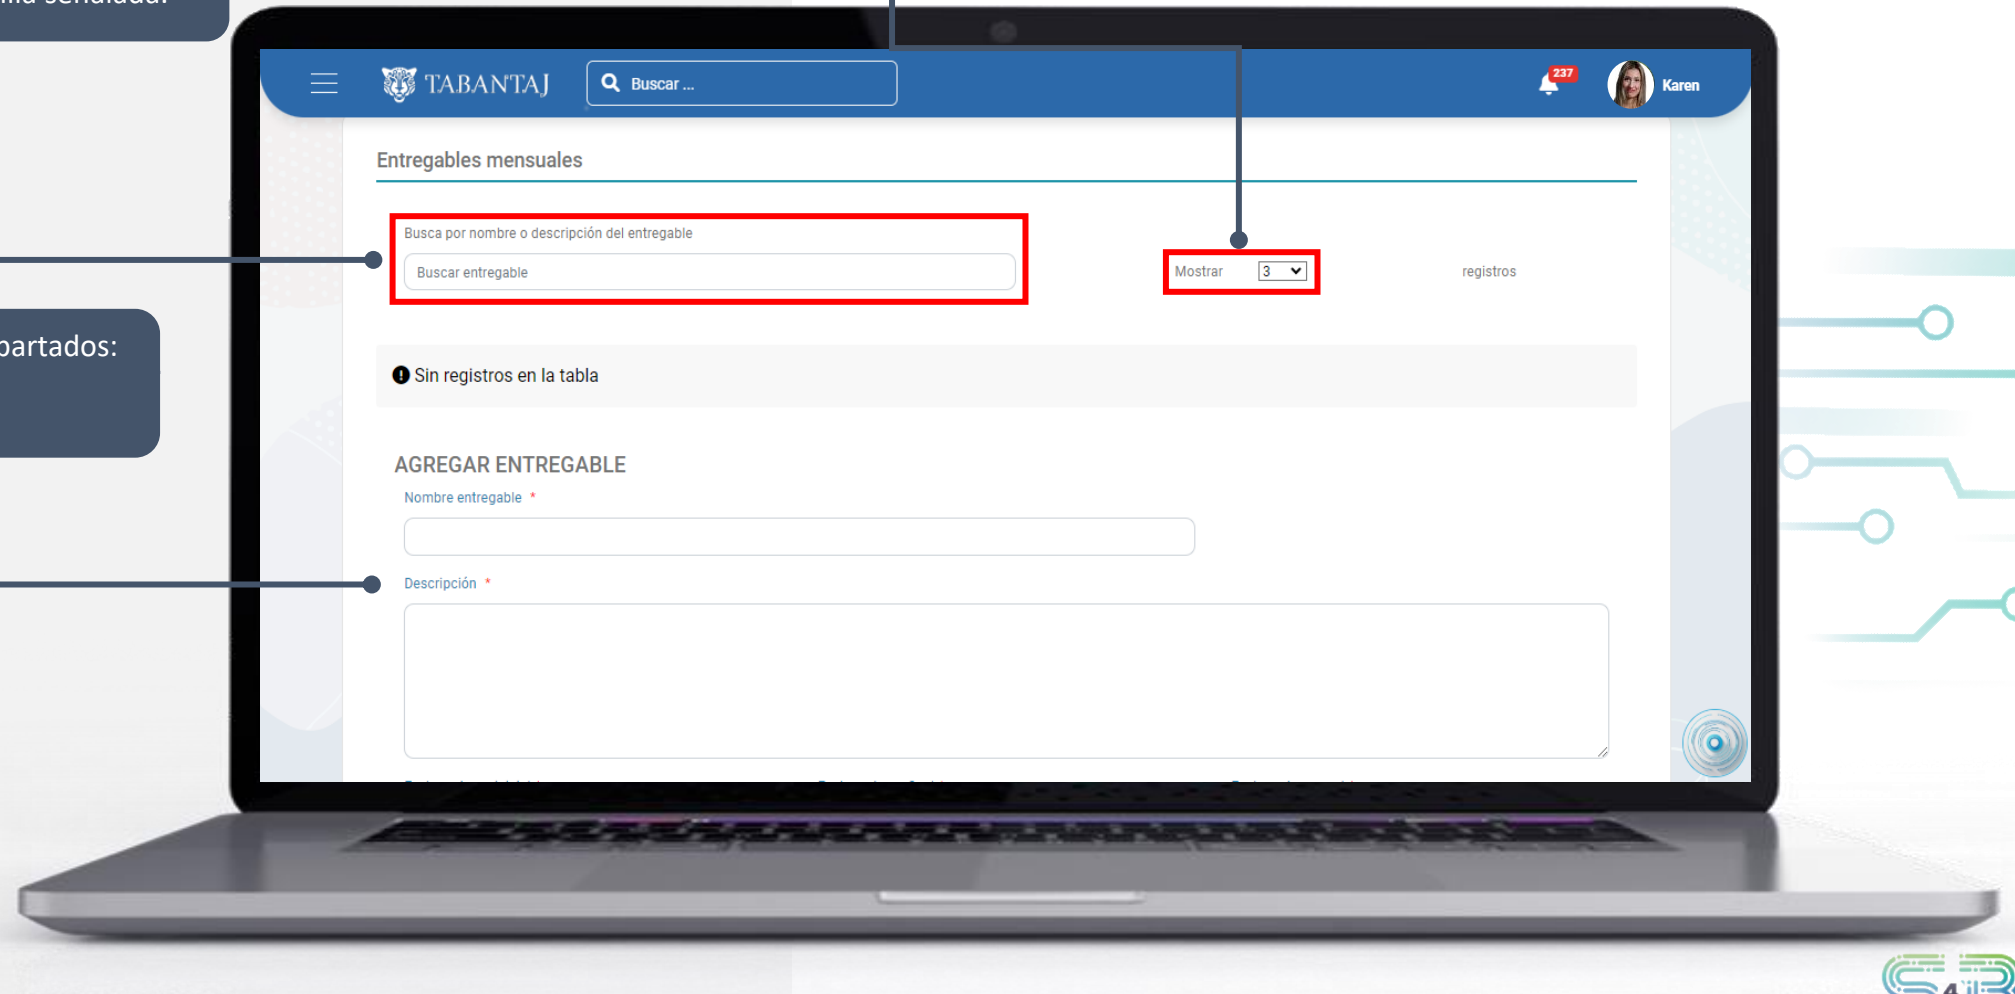 señalada.
TABANTAJ
Buscar ...
237
Karen
Entregables mensuales
Busca por nombre o descripción del entregable
Buscar entregable
Mostrar 3 registros
partados:
Sin registros en la tabla
AGREGAR ENTREGABLE
Nombre entregable *
Descripción *